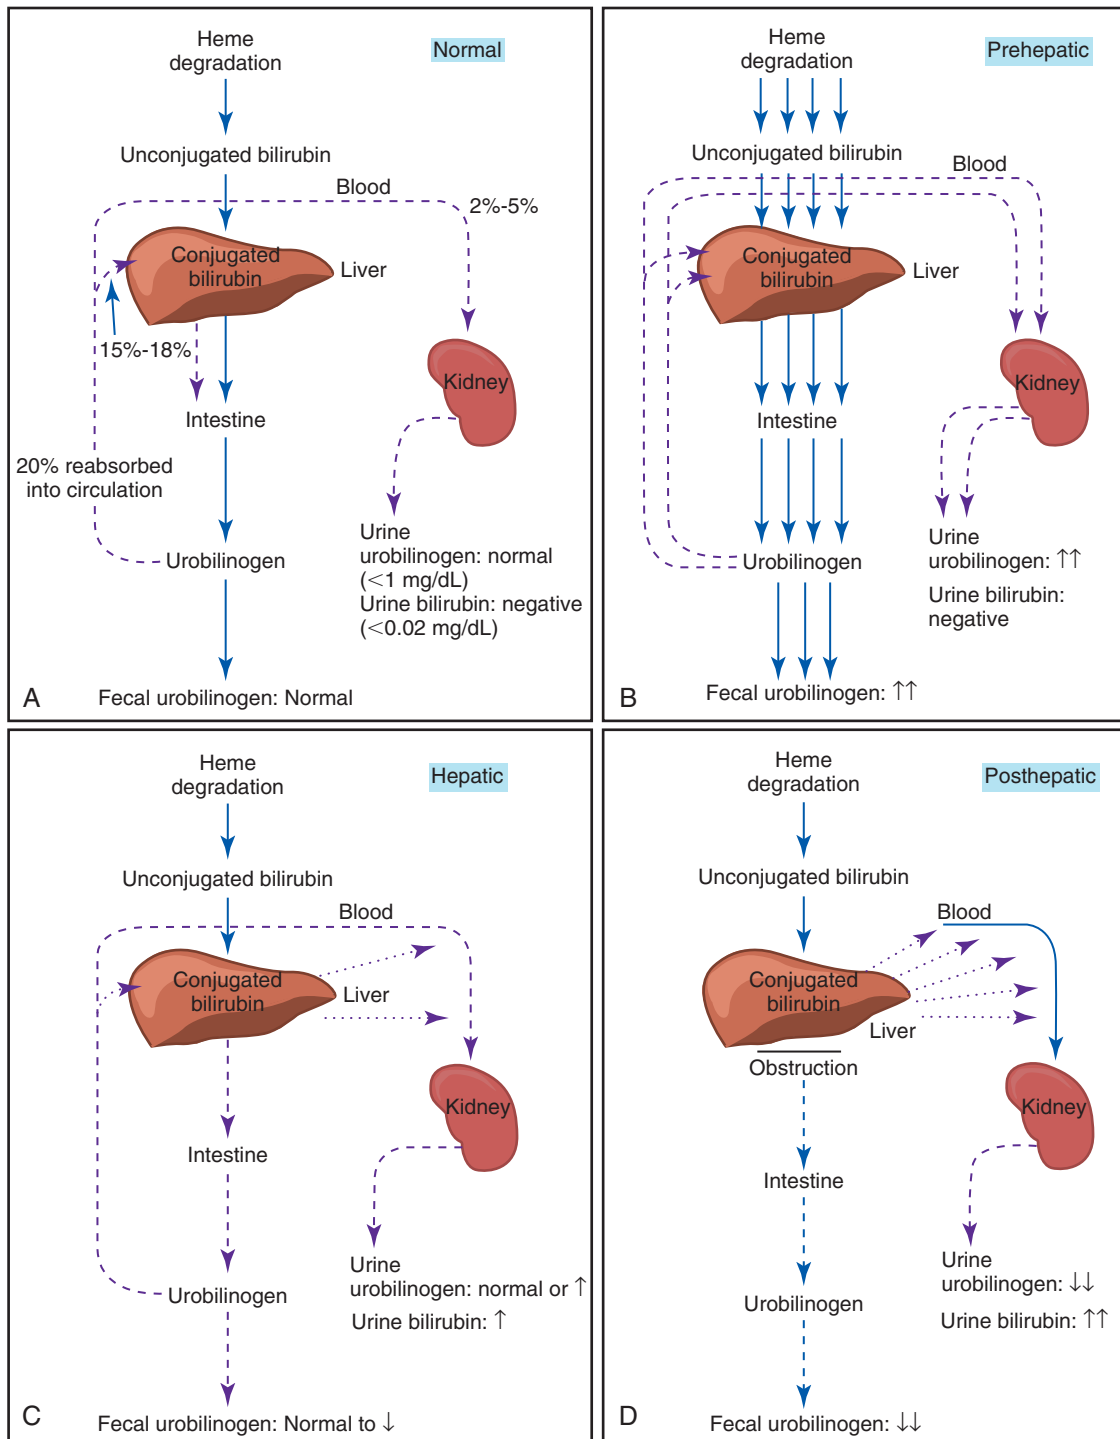 Heme
degradation
Normal
Unconjugated bilirubin
Blood
2%-5%
Conjugated
bilirubin
Liver
15%-18%
Kidney
Intestine
20% reabsorbed
into circulation
Urobilinogen
Urine
urobilinogen: normal
(<1 mg/dL)
Urine bilirubin: negative
(<0.02 mg/dL)
A
Fecal urobilinogen: Normal
Heme
degradation
Prehepatic
Unconjugated bilirubin
Blood
Conjugated
bilirubin
Liver
Kidney
Intestine
Urobilinogen
Urine
urobilinogen: ↑↑
Urine bilirubin:
negative
B
Fecal urobilinogen: ↑↑
Heme
degradation
Hepatic
Unconjugated bilirubin
Blood
Conjugated
bilirubin
Liver
Kidney
Intestine
Urobilinogen
Urine
urobilinogen: normal or ↑
Urine bilirubin: ↑
C
Fecal urobilinogen: Normal to ↓
Heme
degradation
Posthepatic
Unconjugated bilirubin
Blood
Conjugated
bilirubin
Liver
Obstruction
Kidney
Intestine
Urobilinogen
Urine
urobilinogen: ↓↓
Urine bilirubin: ↑↑
D
Fecal urobilinogen: ↓↓